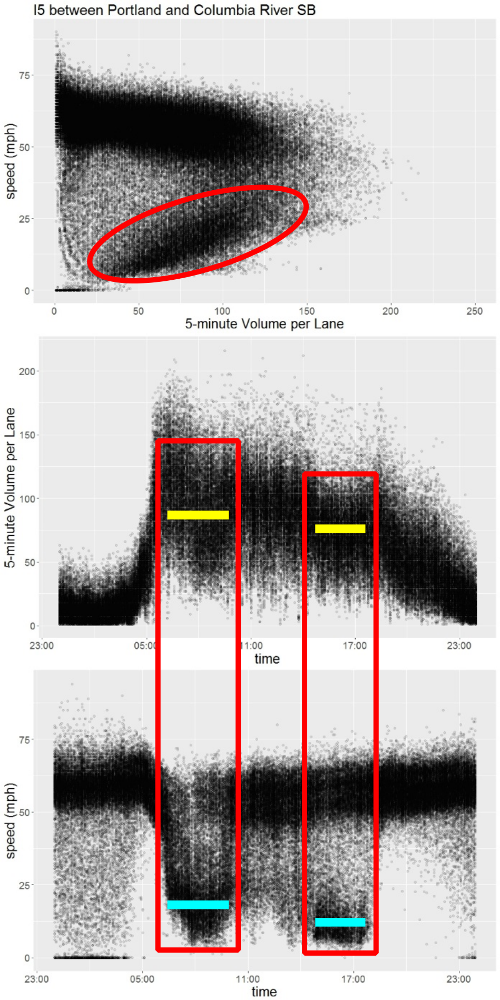 I5 between Portland and Columbia River SB
speed (mph)
75
50
25
0
0 50 100 150 200 250
5-minute Volume per Lane
5-minute Volume per Lane
200
150
100
50
0
23:00 05:00 11:00 17:00 23:00
time
speed (mph)
75
50
25
0
23:00 05:00 11:00 17:00 23:00
time